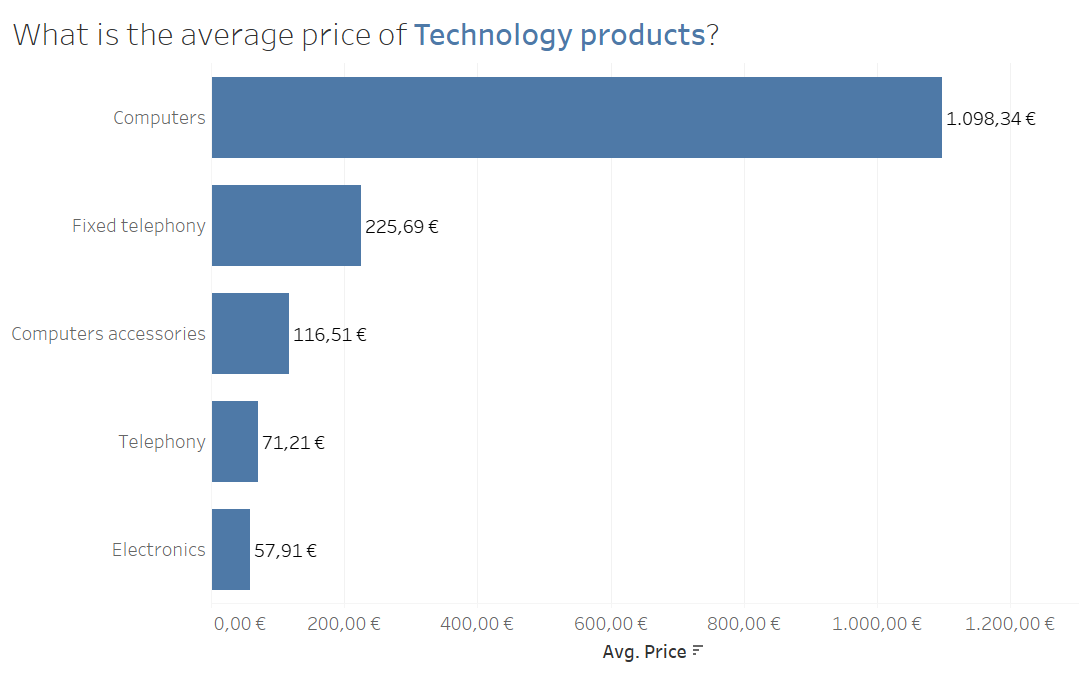 What is the average price of Technology products?
Computers
1.098,34 €
Fixed telephony
225,69 €
Computers accessories
116,51 €
Telephony
71,21 €
Electronics
57,91 €
0,00 € 200,00 € 400,00 € 600,00 € 800,00 € 1.000,00 € 1.200,00 €
Avg. Price